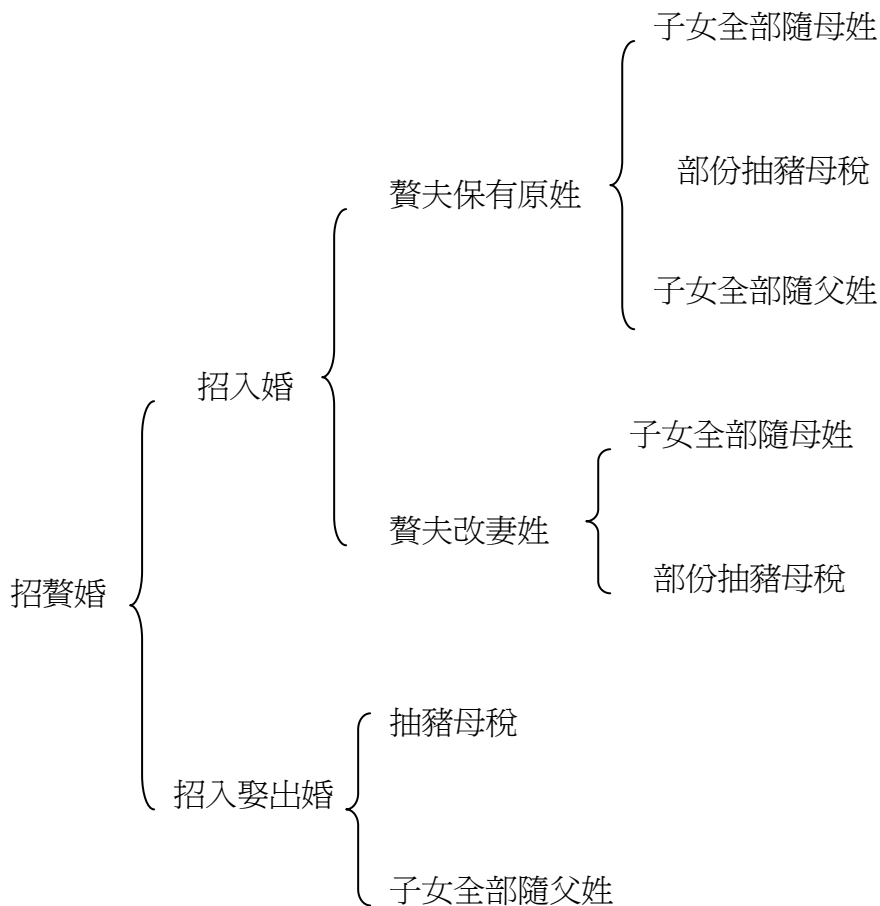 子女全部隨母姓
部份抽豬母稅
贅夫保有原姓
子女全部隨父姓
招入婚
子女全部隨母姓
贅夫改妻姓
部份抽豬母稅
招贅婚
抽豬母稅
招入娶出婚
子女全部隨父姓